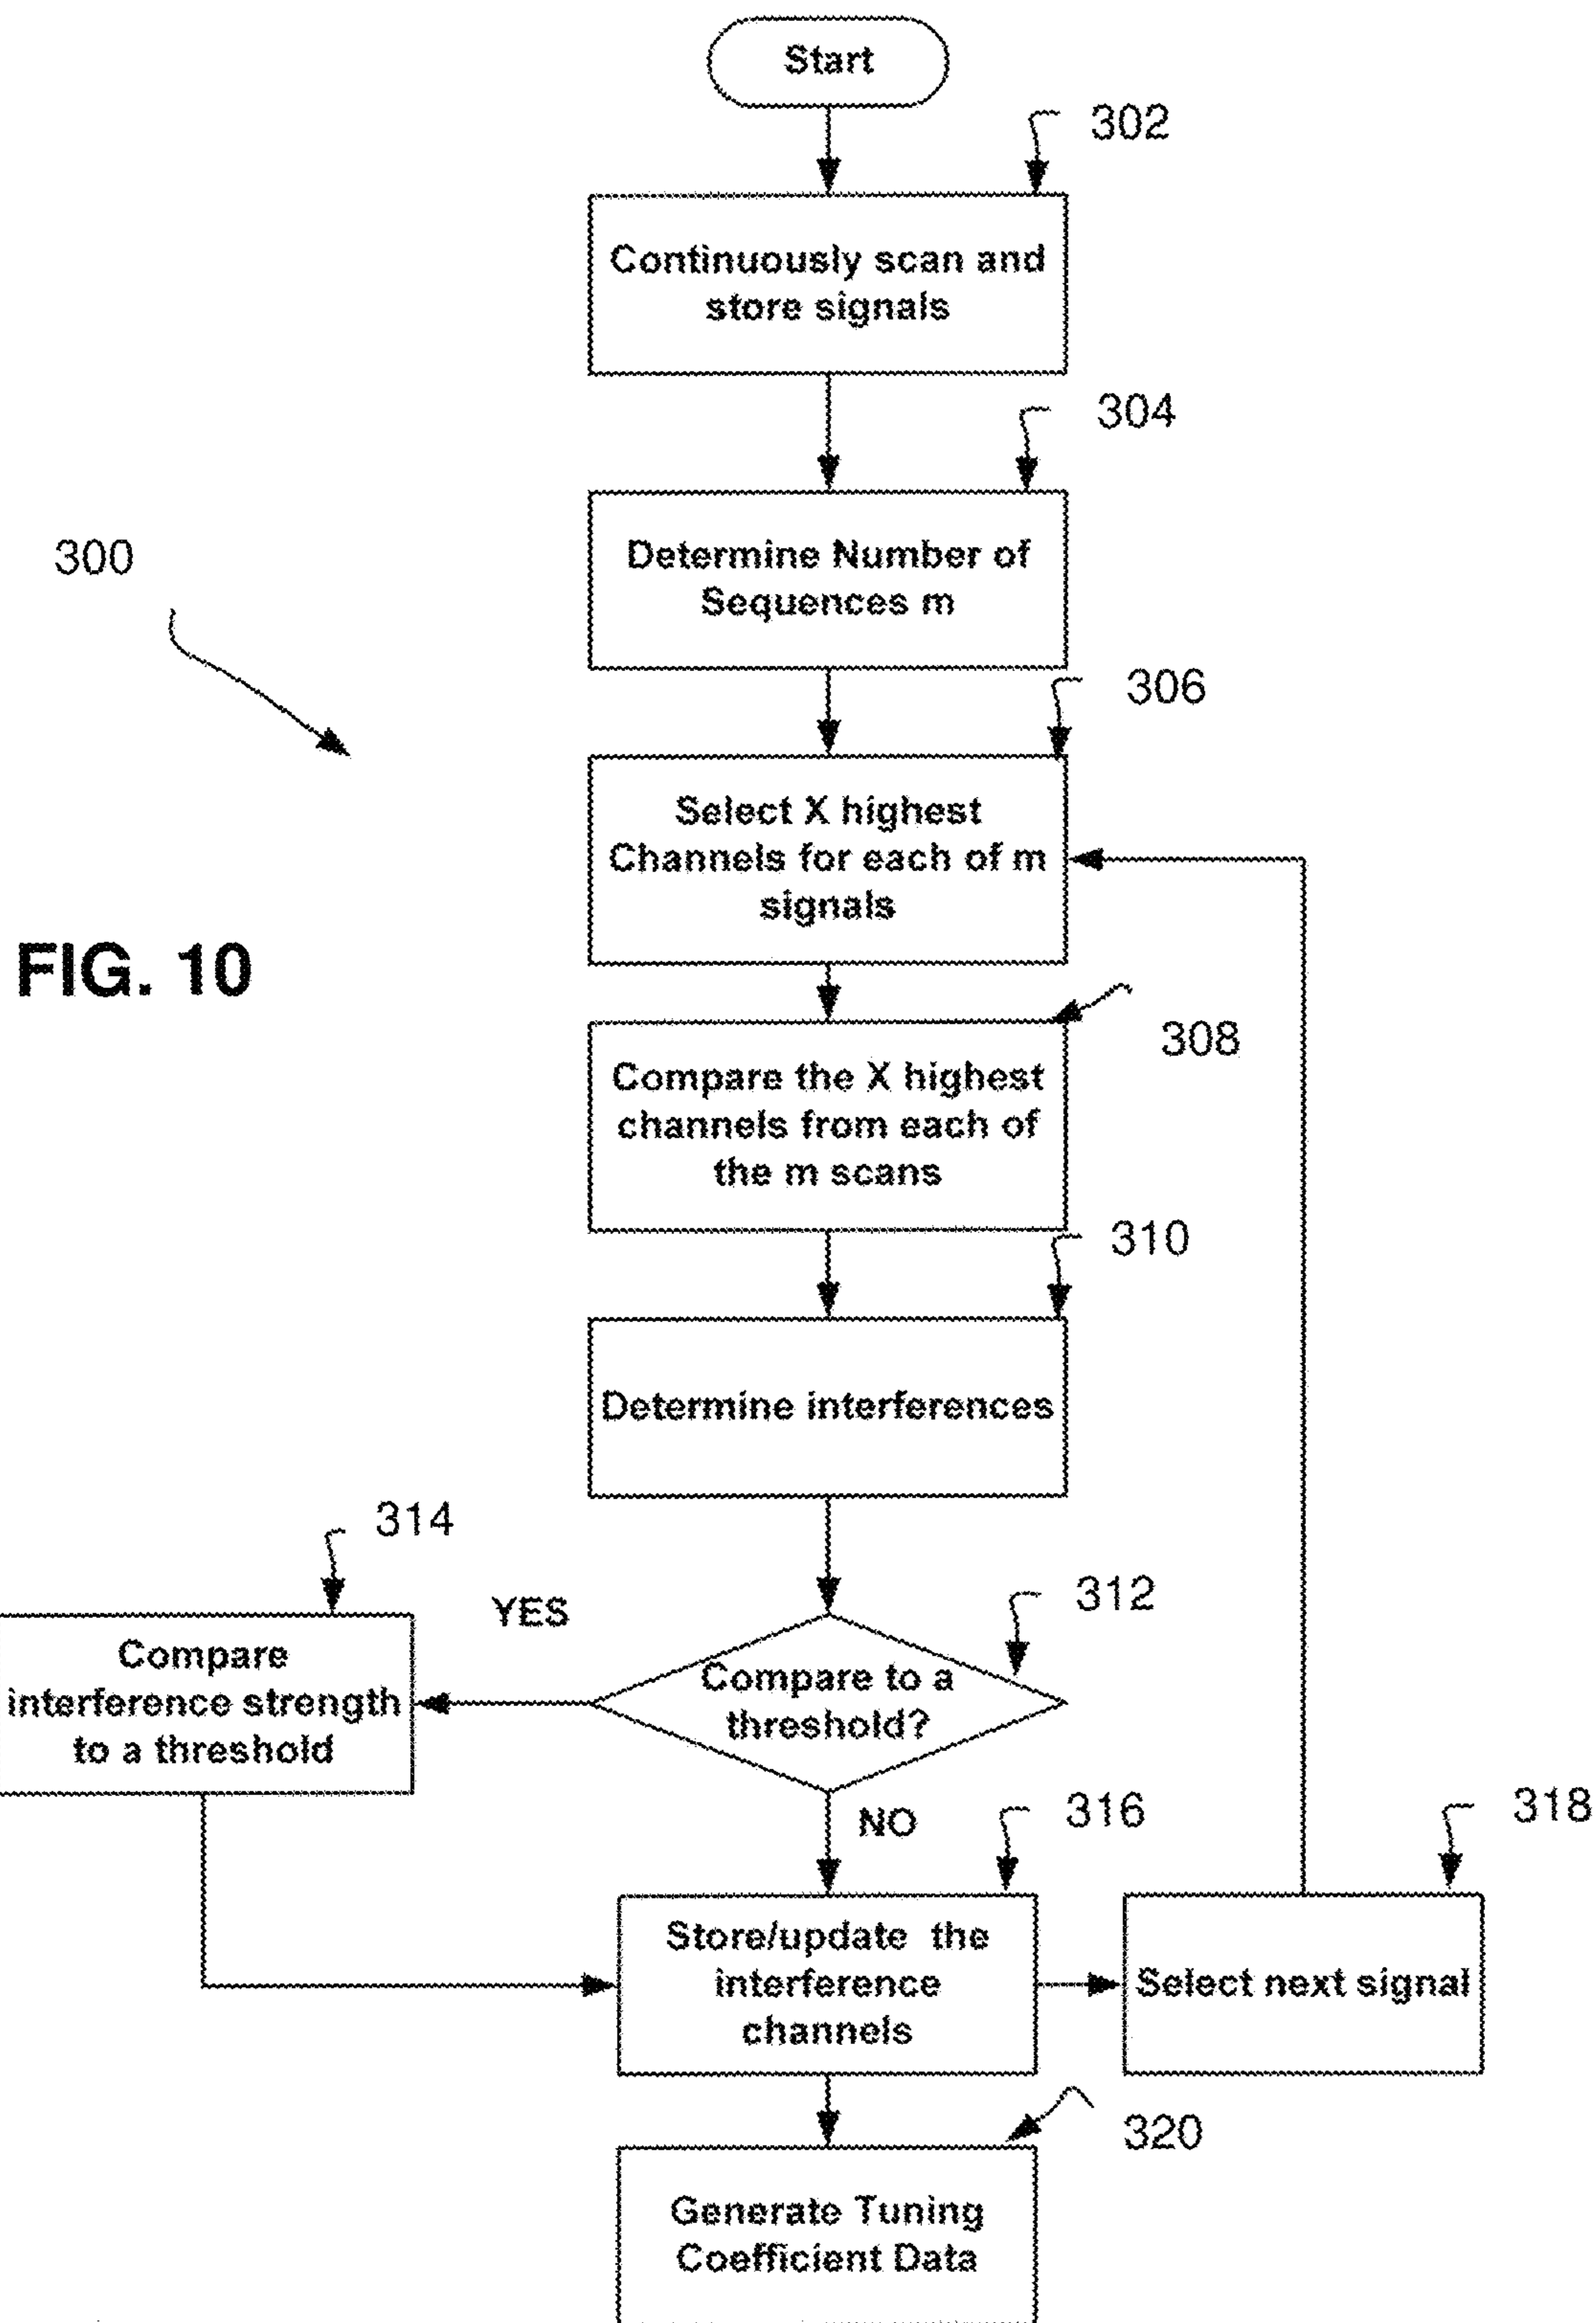 Start
302
Continuously scan and
store signals
304
Determine Number of
Sequences m
300
306
Select X highest
Channels for each of m
signals
FIG. 10
308
Compare the X highest
channels from each of
the m scans
310
Determine interferences
314
312
YES
Compare
interference strength
to a threshold
Compare to a
threshold?
NO
316
318
Store/update the
interference
channels
Select next signal
320
Generate Tuning
Coefficient Data